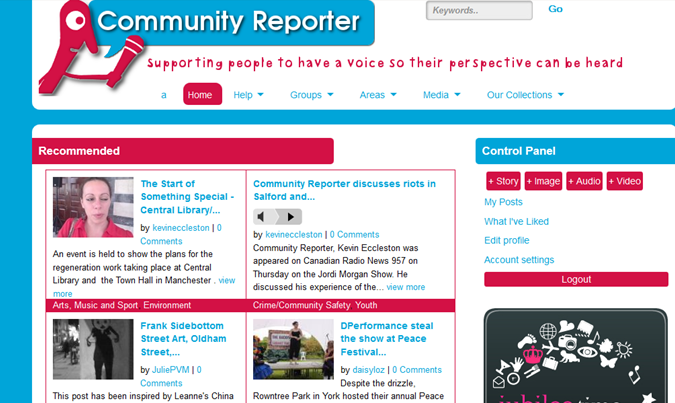 Community Reporter
Keywords..
Go
Supporting people to have a voice so their perspective can be heard
a Home Help Groups Areas Media Our Collections
Recommended
The Start of
Something Special -
Central Library/...
by kevineccleston | 0
Comments
An event is held to show the plans for the
regeneration work taking place at Central
Library and the Town Hall in Manchester . view
more
Arts, Music and Sport Environment
Community Reporter discusses riots in
Salford and...
by kevineccleston | 0 Comments
Community Reporter, Kevin Eccleston was
appeared on Canadian Radio News 957 on
Thursday on the Jordi Morgan Show. He
discussed his experience of the... view more
Crime/Community Safety Youth
Frank Sidebottom
Street Art, Oldham
Street,...
by JuliePVM | 0
Comments
This post has been inspired by Leanne's China
DPerformance steal
the show at Peace
Festival...
by daisyloz | 0 Comments
Despite the drizzle,
Rowntree Park in York hosted their annual Peace
Control Panel
+ Story + Image + Audio + Video
My Posts
What I've Liked
Edit profile
Account settings
Logout